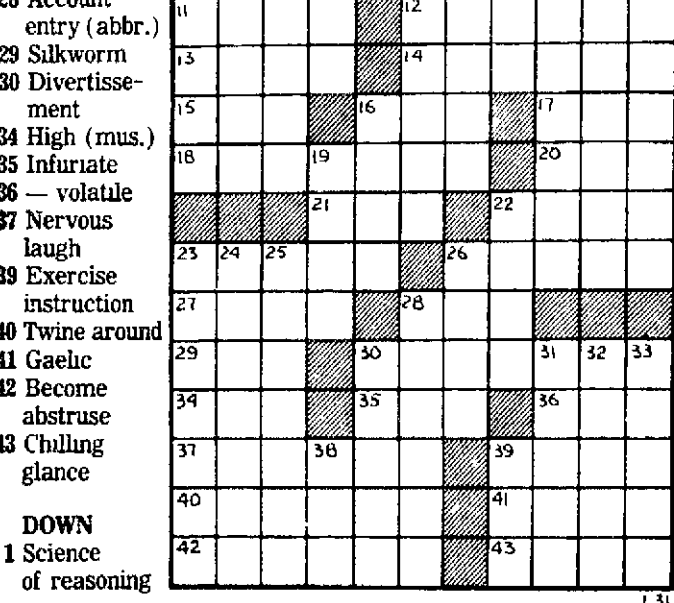 28 Account
entry (abbr.)
29 Silkworm
30 Divertisse-
ment
34 High (mus.)
35 Infuriate
36 — volatile
37 Nervous
laugh
39 Exercise
instruction
40 Twine around
41 Gaelic
42 Become
abstruse
43 Chilling
glance
DOWN
1 Science
of reasoning
11 12
13 14
15 16 17
18 19 20
21 22
23 24 25 26
27 28
29 30 31 32 33
34 35 36
37 38 39
40 41
42 43
1 31